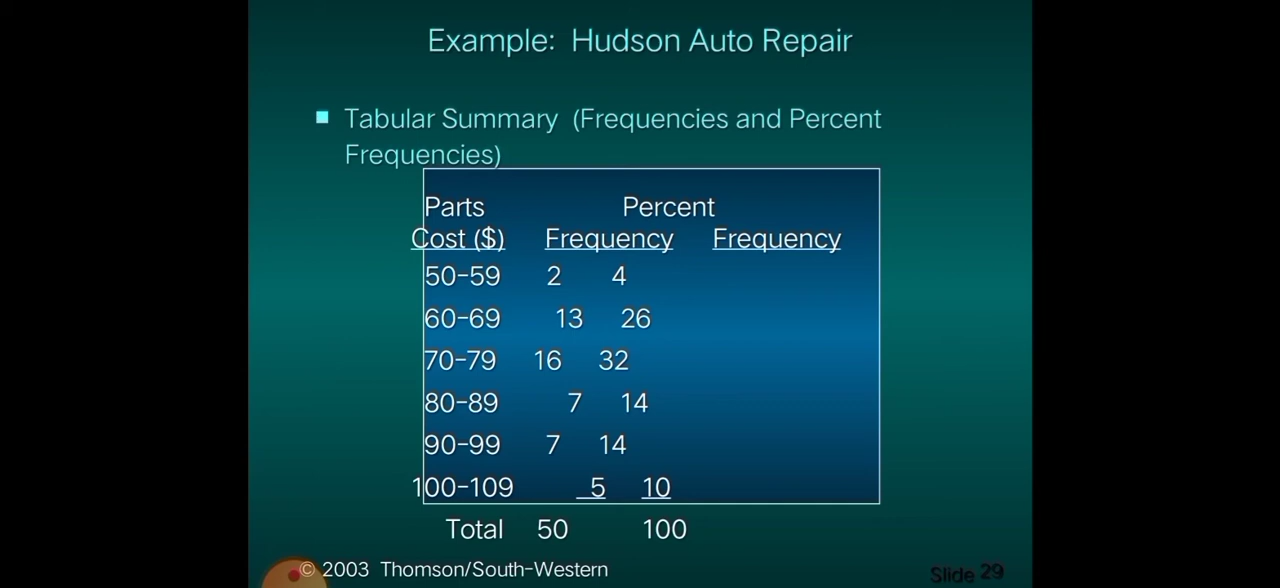 Example: Hudson Auto Repair
Tabular Summary (Frequencies and Percent
Frequencies)
Parts Percent
Cost ($) Frequency Frequency
50-59 2 4
60-69 13 26
70-79 16 32
80-89 7 14
90-99 7 14
100-109 5 10
Total 50 100
© 2003 Thomson/South-Western
Slide 29